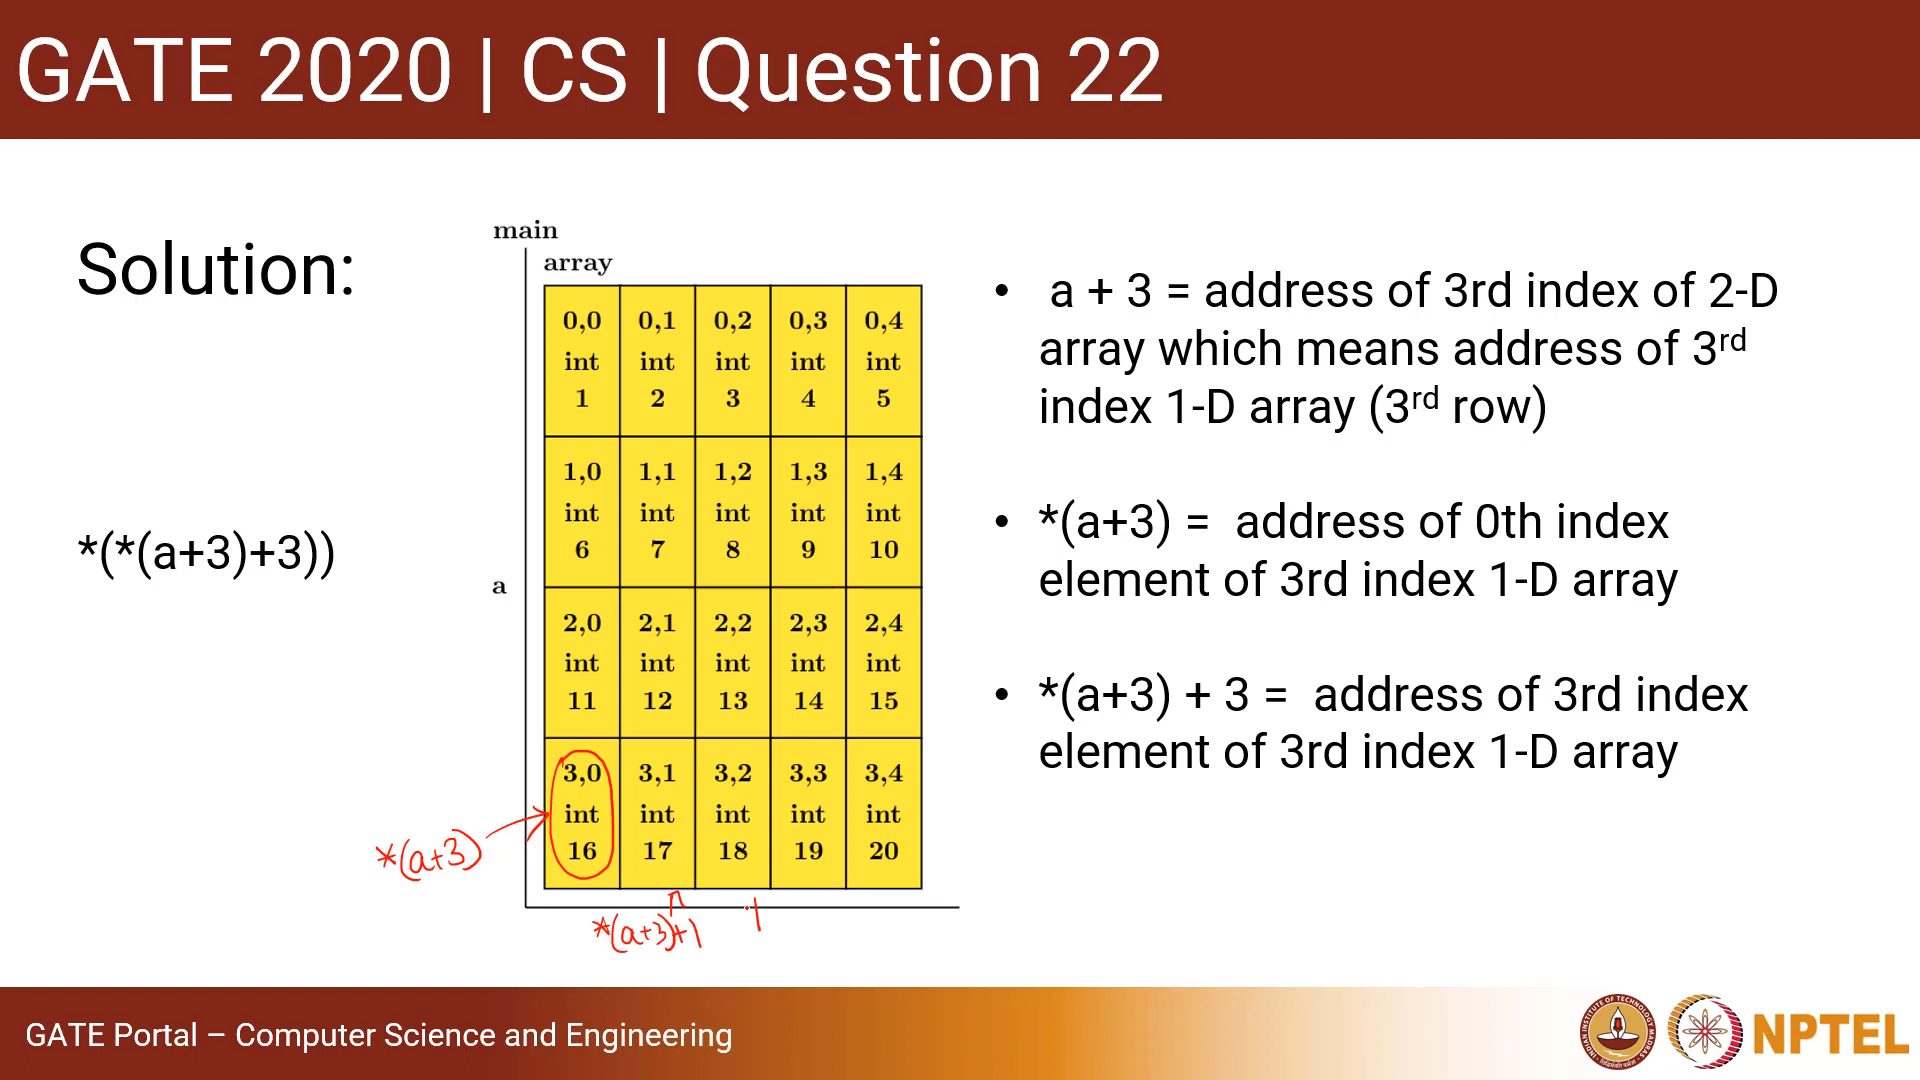 GATE 2020 | CS | Question 22
Solution:
*(*(a+3)+3))
main
array
a
0,0 0,1 0,2 0,3 0,4
int int int int int
1 2 3 4 5
1,0 1,1 1,2 1,3 1,4
int int int int int
6 7 8 9 10
2,0 2,1 2,2 2,3 2,4
int int int int int
11 12 13 14 15
3,0 3,1 3,2 3,3 3,4
int int int int int
16 17 18 19 20
*(a+3)
*(a+3)+1
• a + 3 = address of 3rd index of 2-D
array which means address of 3rd
index 1-D array (3rd row)
• *(a+3) = address of 0th index
element of 3rd index 1-D array
• *(a+3) + 3 = address of 3rd index
element of 3rd index 1-D array
GATE Portal – Computer Science and Engineering
NPTEL